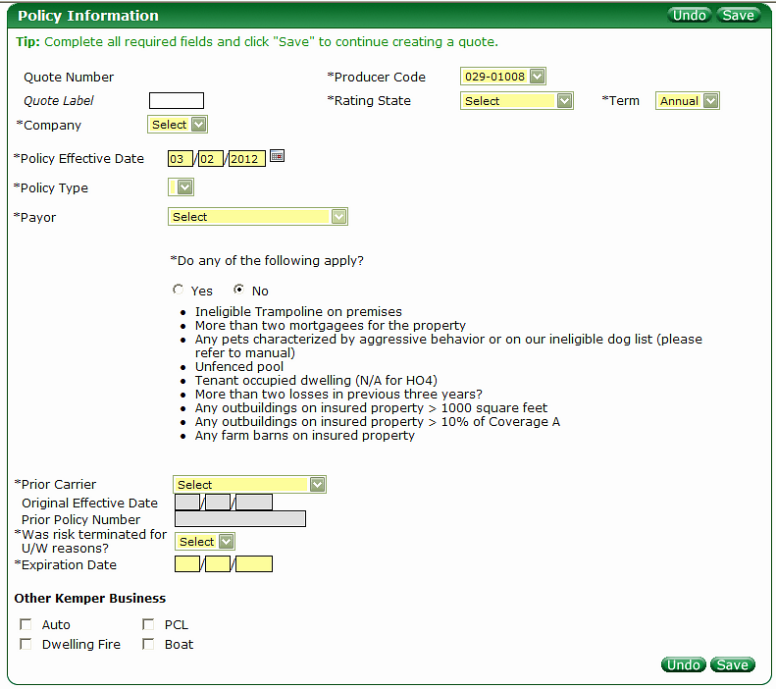 Policy Information Undo Save
Tip: Complete all required fields and click "Save" to continue creating a quote.
Quote Number *Producer Code 029-01008
Quote Label *Rating State Select *Term Annual
*Company Select
*Policy Effective Date 03 / 02 / 2012
*Policy Type
*Payor Select
*Do any of the following apply?
Yes No
• Ineligible Trampoline on premises
• More than two mortgagees for the property
• Any pets characterized by aggressive behavior or on our ineligible dog list (please
refer to manual)
• Unfenced pool
• Tenant occupied dwelling (N/A for HO4)
• More than two losses in previous three years?
• Any outbuildings on insured property > 1000 square feet
• Any outbuildings on insured property > 10% of Coverage A
• Any farm barns on insured property
*Prior Carrier Select
Original Effective Date / /
Prior Policy Number
*Was risk terminated for
U/W reasons? Select
*Expiration Date / /
Other Kemper Business
Auto PCL
Dwelling Fire Boat
Undo Save